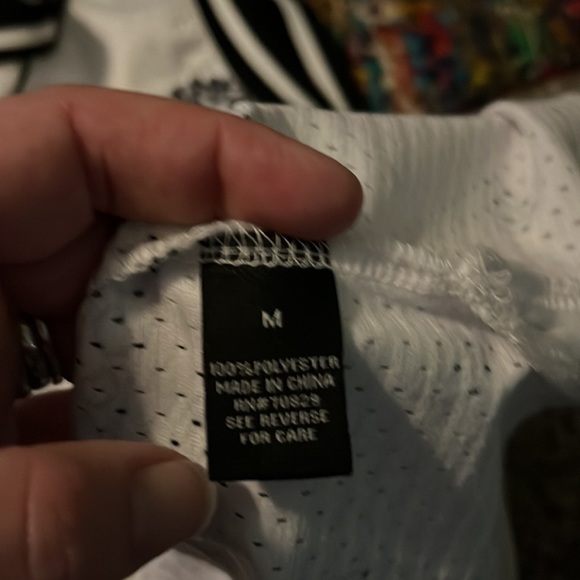 M
100%POLYESTER
MADE IN CHINA
RN#70829
SEE REVERSE
FOR CARE